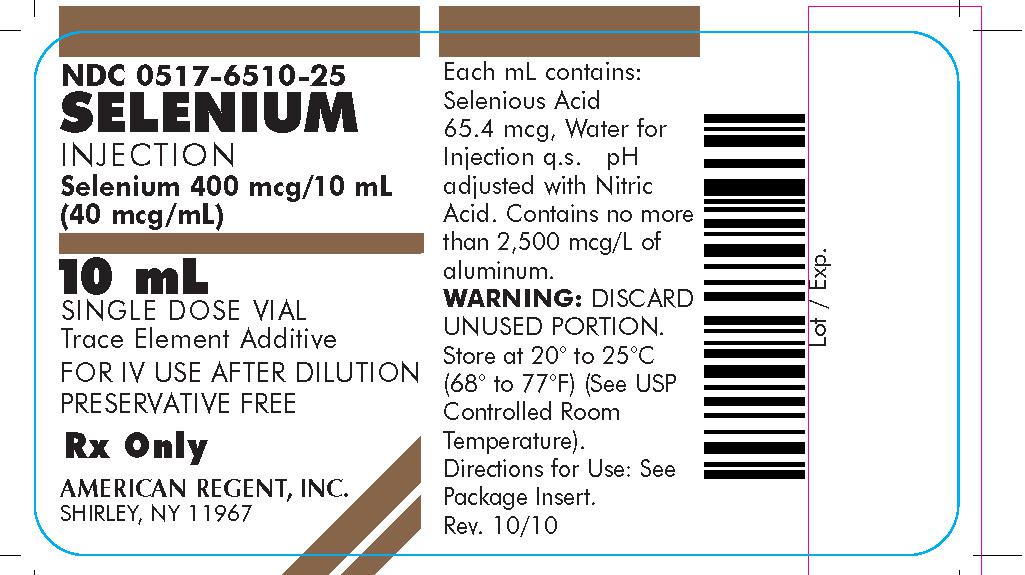 NDC 0517-6510-25
SELENIUM
INJECTION
Selenium 400 mcg/10 mL
(40 mcg/mL)
10 mL
SINGLE DOSE VIAL
Trace Element Additive
FOR IV USE AFTER DILUTION
PRESERVATIVE FREE
Rx Only
AMERICAN REGENT, INC.
SHIRLEY, NY 11967
Each mL contains:
Selenious Acid
65.4 mcg, Water for
Injection q.s. pH
adjusted with Nitric
Acid. Contains no more
than 2,500 mcg/L of
aluminum.
WARNING: DISCARD
UNUSED PORTION.
Store at 20° to 25°C
(68° to 77°F) (See USP
Controlled Room
Temperature).
Directions for Use: See
Package Insert.
Rev. 10/10
Lot / Exp.